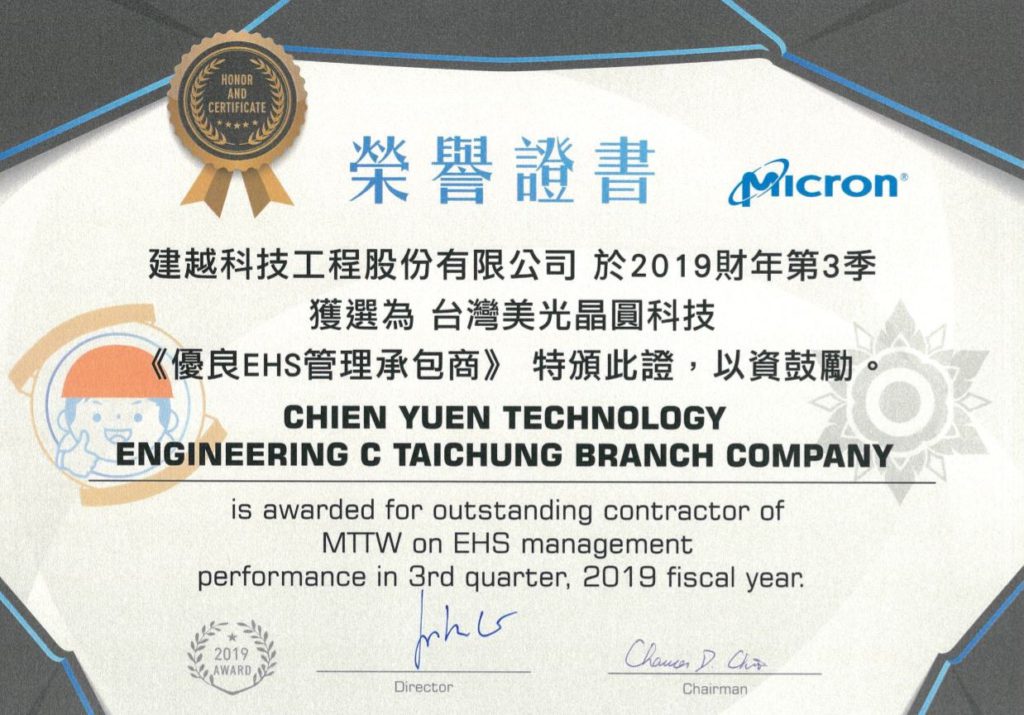 HONOR
AND
CERTIFICATE
榮譽證書
Micron®
建越科技工程股份有限公司 於2019財年第3季
獲選為 台灣美光晶圓科技
《優良EHS管理承包商》 特頒此證，以資鼓勵。
CHIEN YUEN TECHNOLOGY
ENGINEERING C TAICHUNG BRANCH COMPANY
is awarded for outstanding contractor of
MTTW on EHS management
performance in 3rd quarter, 2019 fiscal year.
2019
AWARD
Director
Chairman